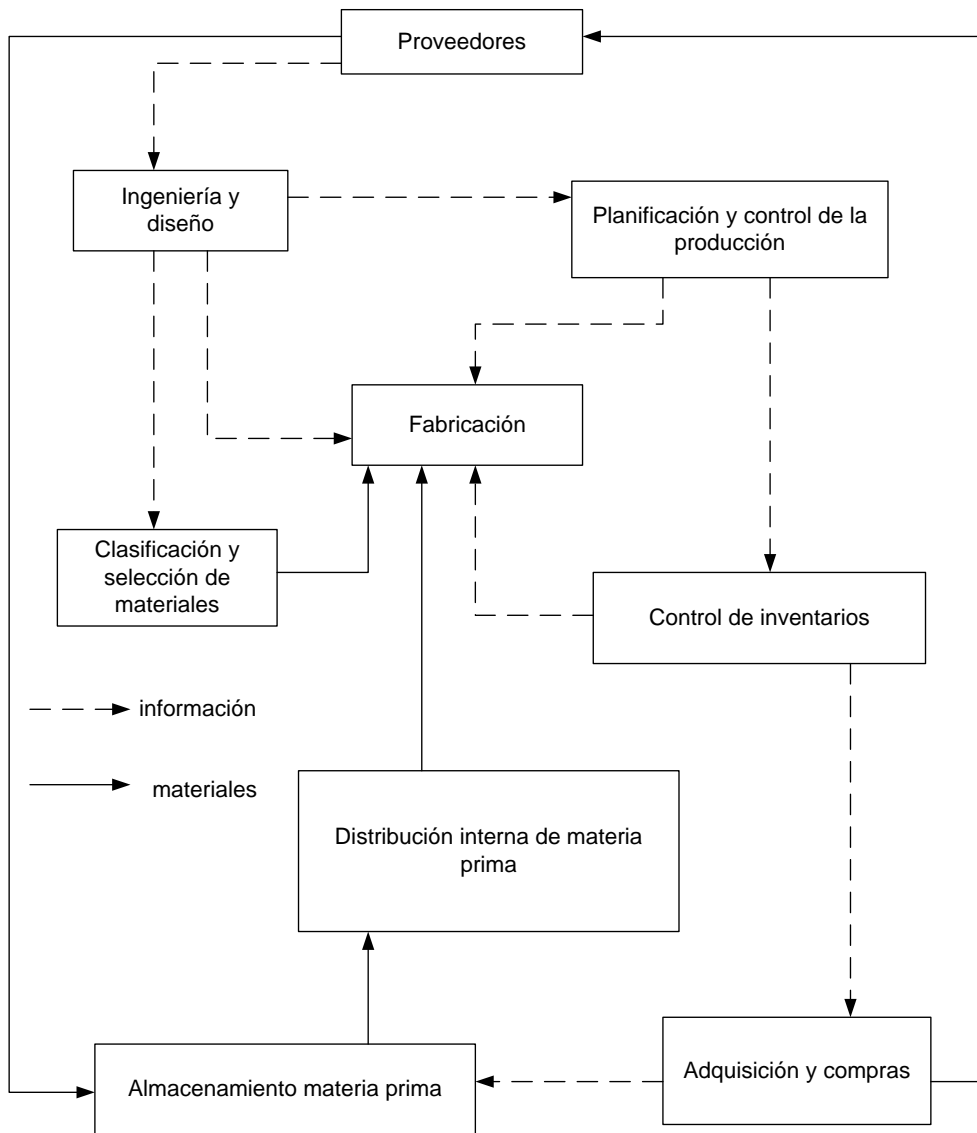 Proveedores
Ingeniería y
diseño
Planificación y control de la
producción
Fabricación
Clasificación y
selección de
materiales
Control de inventarios
información
materiales
Distribución interna de materia
prima
Adquisición y compras
Almacenamiento materia prima